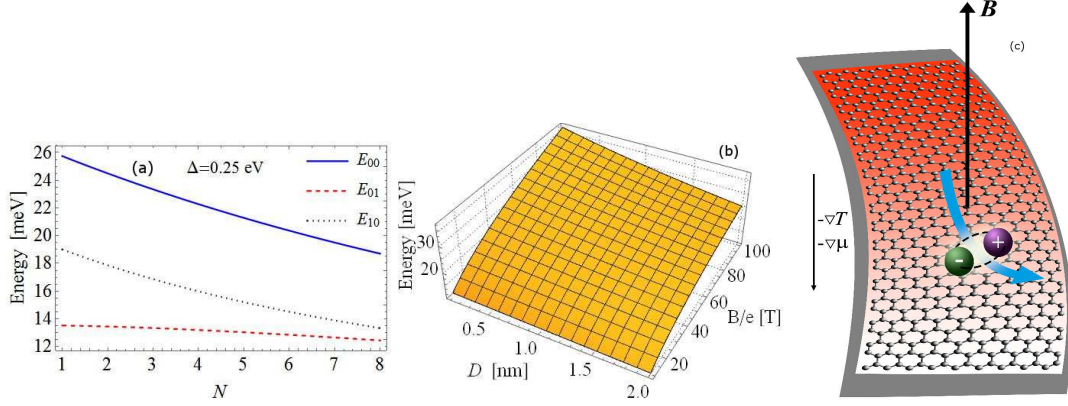 26
24
22
20
18
16
14
12
1 2 3 4 5 6 7 8
Energy [meV]
N
(a) Δ=0.25 eV
E00
E01
E10
(b)
Energy [meV]
30
20
0.5
1.0
1.5
2.0
D [nm]
20
40
60
80
100
B/e [T]
B
(c)
-∇T
-∇μ
-
+